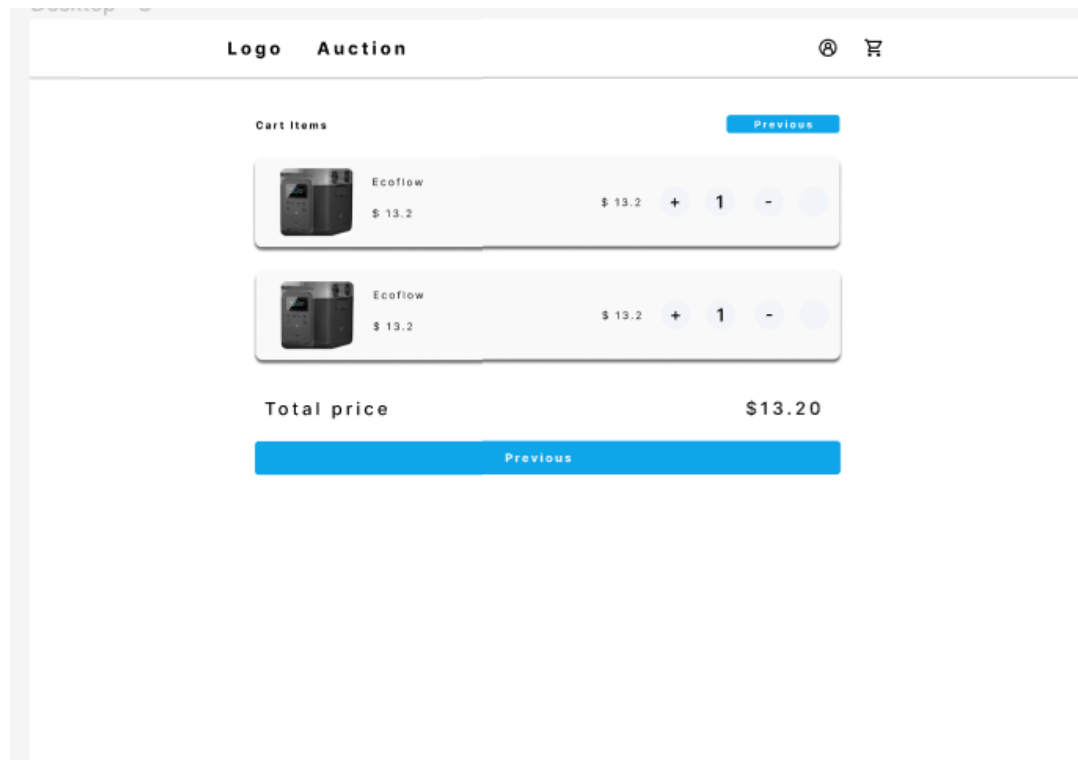 Logo Auction
Cart Items Previous
Ecoflow
$ 13.2
$ 13.2 + 1 -
Ecoflow
$ 13.2
$ 13.2 + 1 -
Total price $13.20
Previous